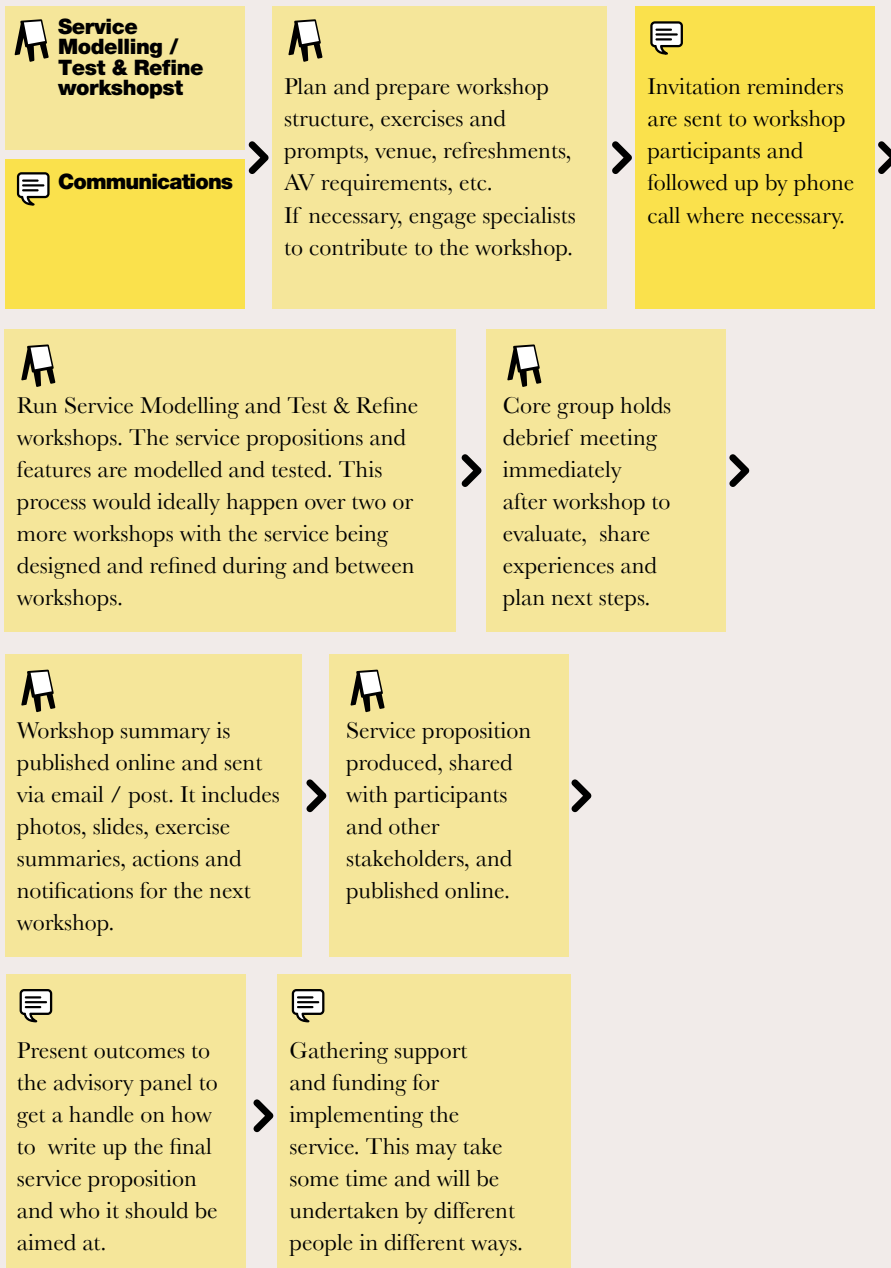 Service
Modelling /
Test & Refine
workshopst
Communications
Plan and prepare workshop
structure, exercises and
prompts, venue, refreshments,
AV requirements, etc.
If necessary, engage specialists
to contribute to the workshop.
Invitation reminders
are sent to workshop
participants and
followed up by phone
call where necessary.
Run Service Modelling and Test & Refine
workshops. The service propositions and
features are modelled and tested. This
process would ideally happen over two or
more workshops with the service being
designed and refined during and between
workshops.
Core group holds
debrief meeting
immediately
after workshop to
evaluate, share
experiences and
plan next steps.
Workshop summary is
published online and sent
via email / post. It includes
photos, slides, exercise
summaries, actions and
notifications for the next
workshop.
Service proposition
produced, shared
with participants
and other
stakeholders, and
published online.
Present outcomes to
the advisory panel to
get a handle on how
to write up the final
service proposition
and who it should be
aimed at.
Gathering support
and funding for
implementing the
service. This may take
some time and will be
undertaken by different
people in different ways.